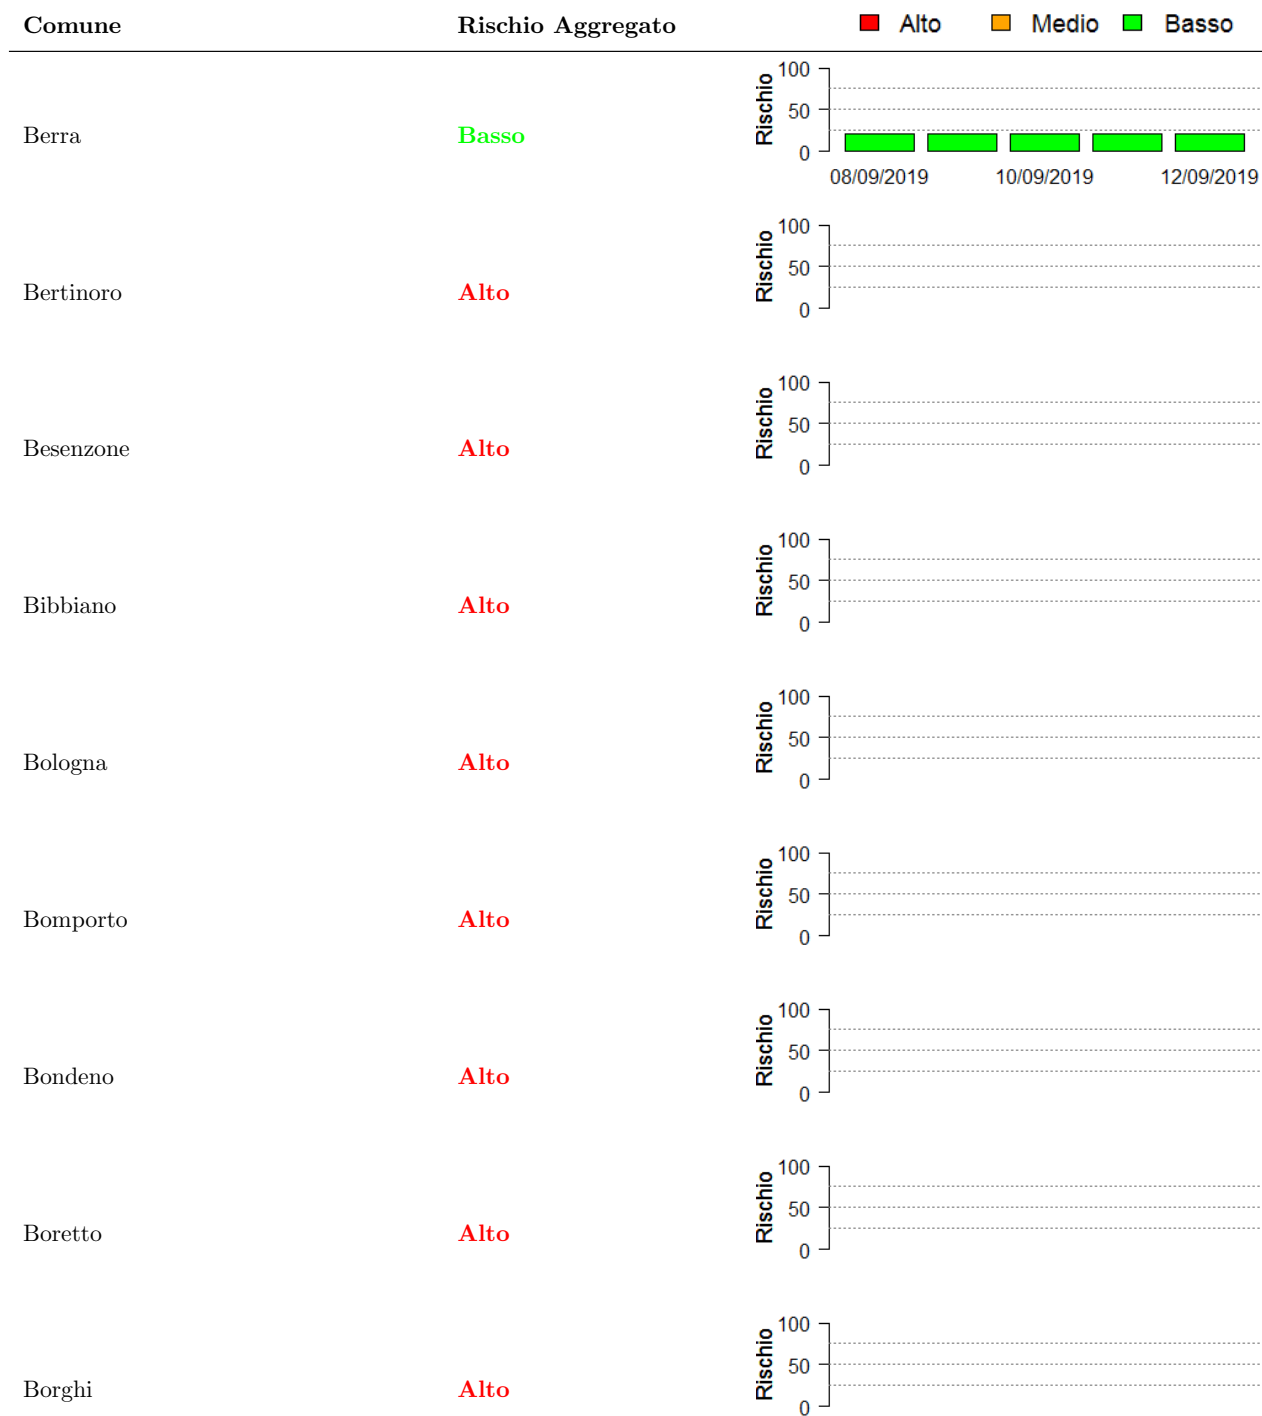 Comune Rischio Aggregato Alto Medio Basso
Berra Basso Rischio 100 50 0
08/09/2019 10/09/2019 12/09/2019
Bertinoro Alto Rischio 100 50 0
Besenzone Alto Rischio 100 50 0
Bibbiano Alto Rischio 100 50 0
Bologna Alto Rischio 100 50 0
Bomporto Alto Rischio 100 50 0
Bondeno Alto Rischio 100 50 0
Boretto Alto Rischio 100 50 0
Borghi Alto Rischio 100 50 0